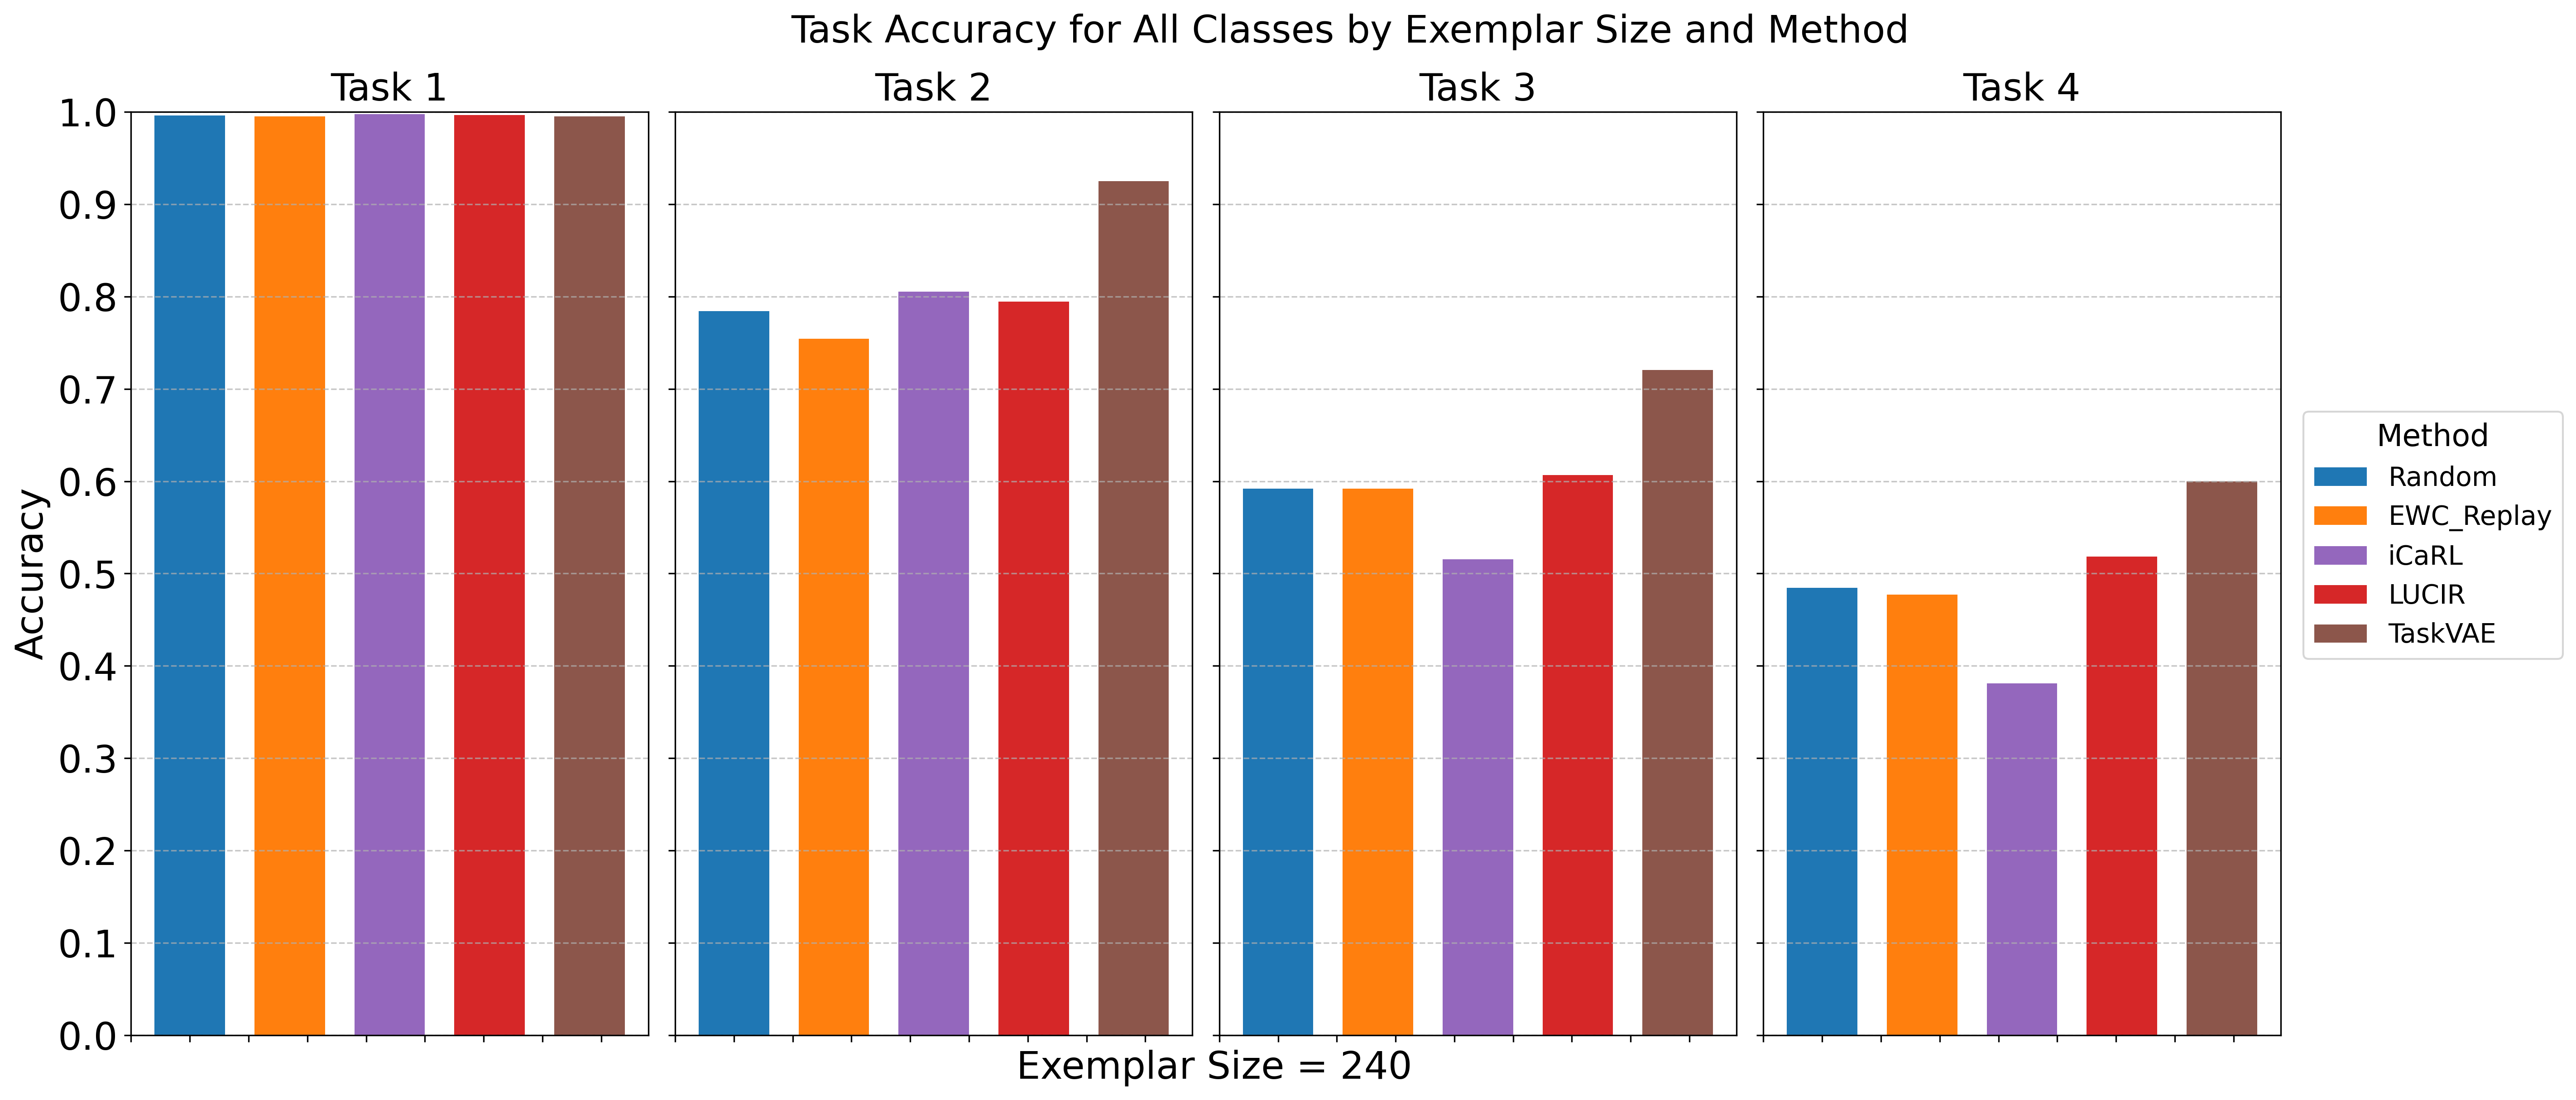 Task Accuracy for All Classes by Exemplar Size and Method
Task 1
Task 2
Task 3
Task 4
1.0
0.9
0.8
0.7
0.6
0.5
0.4
0.3
0.2
0.1
0.0
Accuracy
Exemplar Size = 240
Method
Random
EWC_Replay
iCaRL
LUCIR
TaskVAE